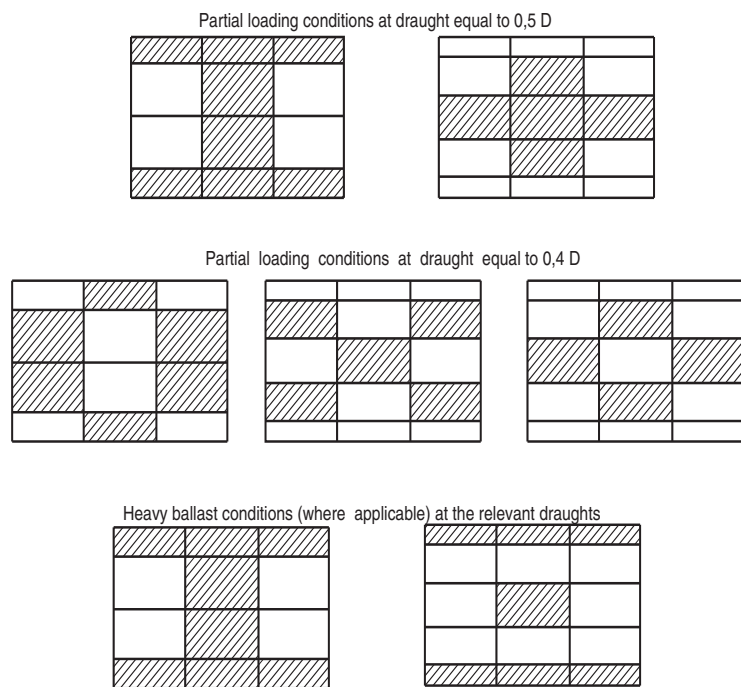 Partial loading conditions at draught equal to 0,5 D
Partial loading conditions at draught equal to 0,4 D
Heavy ballast conditions (where applicable) at the relevant draughts